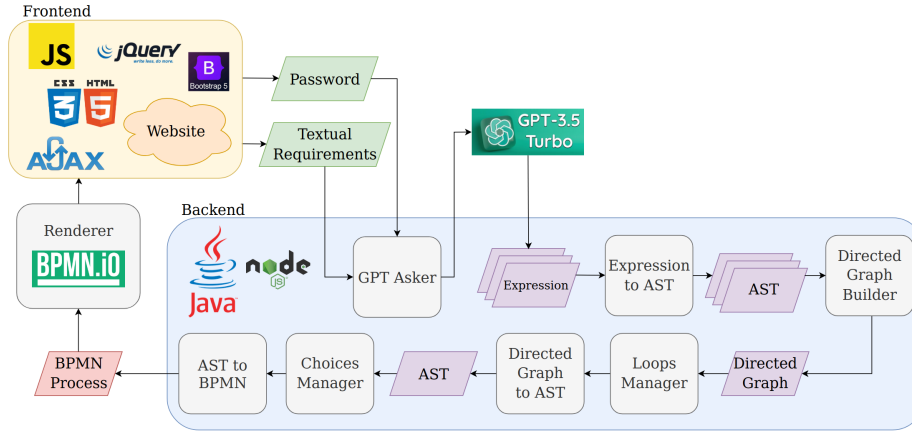 Frontend
JS
jQuery
write less, do more.
B
Bootstrap 5
CSS
3
HTML
5
Website
AJAX
Password
Textual
Requirements
GPT-3.5
Turbo
Renderer
BPMN.iO
Backend
Java
node
JS
GPT Asker
Expression
Expression
to AST
AST
Directed
Graph
Builder
BPMN
Process
AST to
BPMN
Choices
Manager
AST
Directed
Graph
to AST
Loops
Manager
Directed
Graph